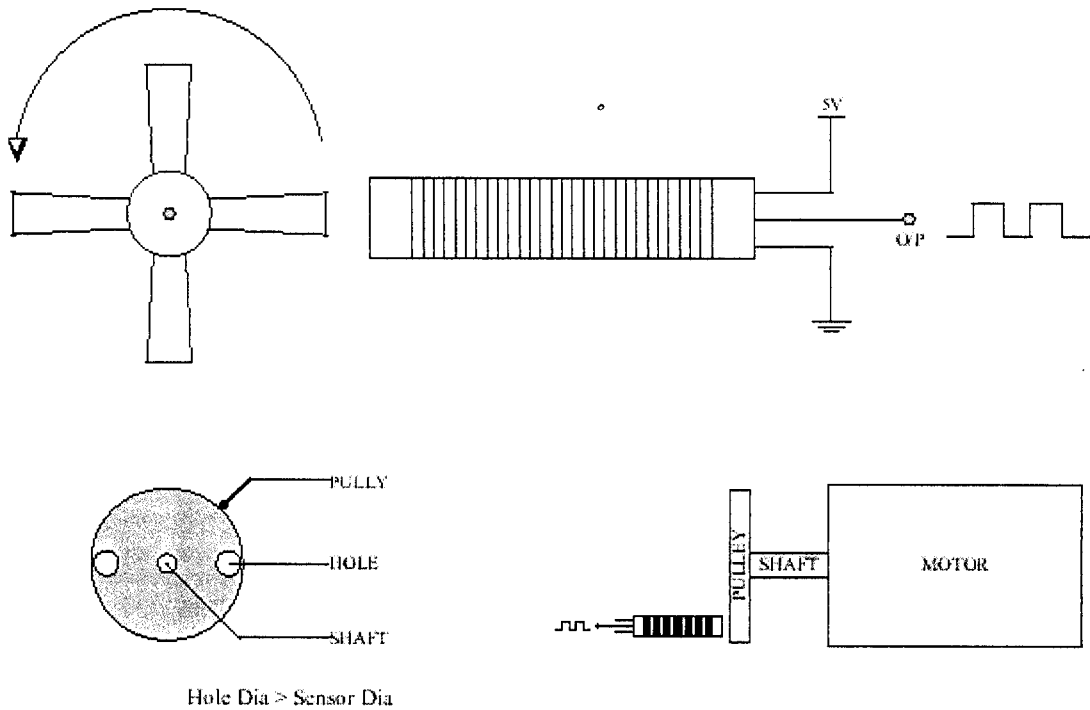 5V
O/P
PULLY
HOLE
SHAFT
PULLEY
SHAFT
MOTOR
Hole Dia > Sensor Dia